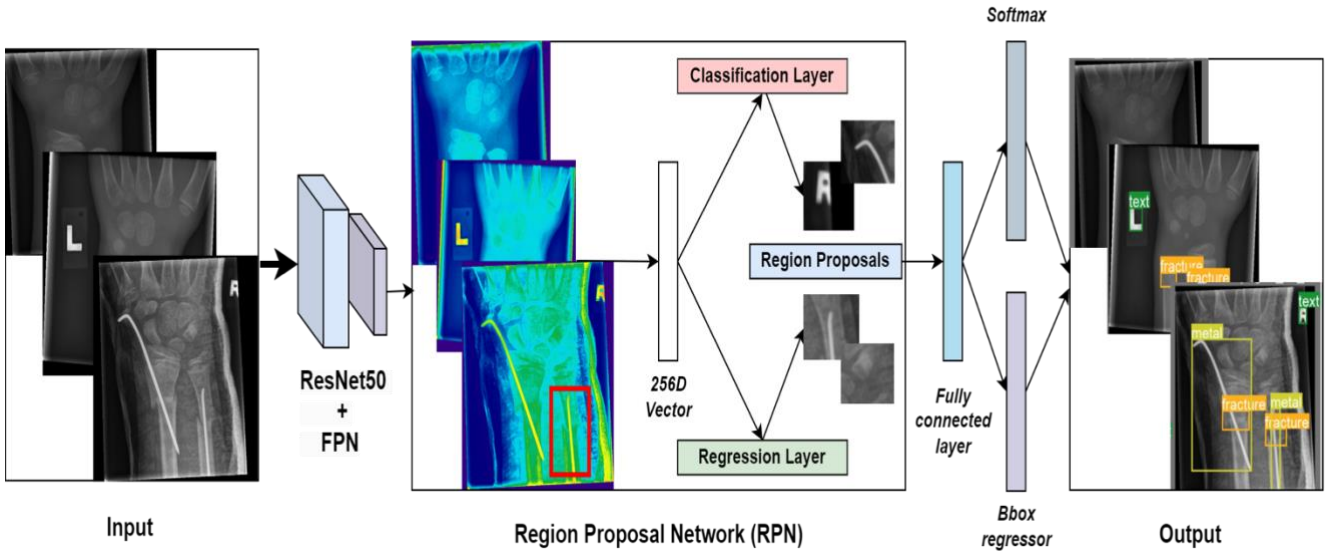 Softmax
Classification Layer
L
R
ResNet50
+
FPN
L
R
256D
Vector
R
Region Proposals
Regression Layer
Fully
connected
layer
Bbox
regressor
text
L
fracture
fracture
text
R
metal
fracture
metal
fracture
Input
Region Proposal Network (RPN)
Output